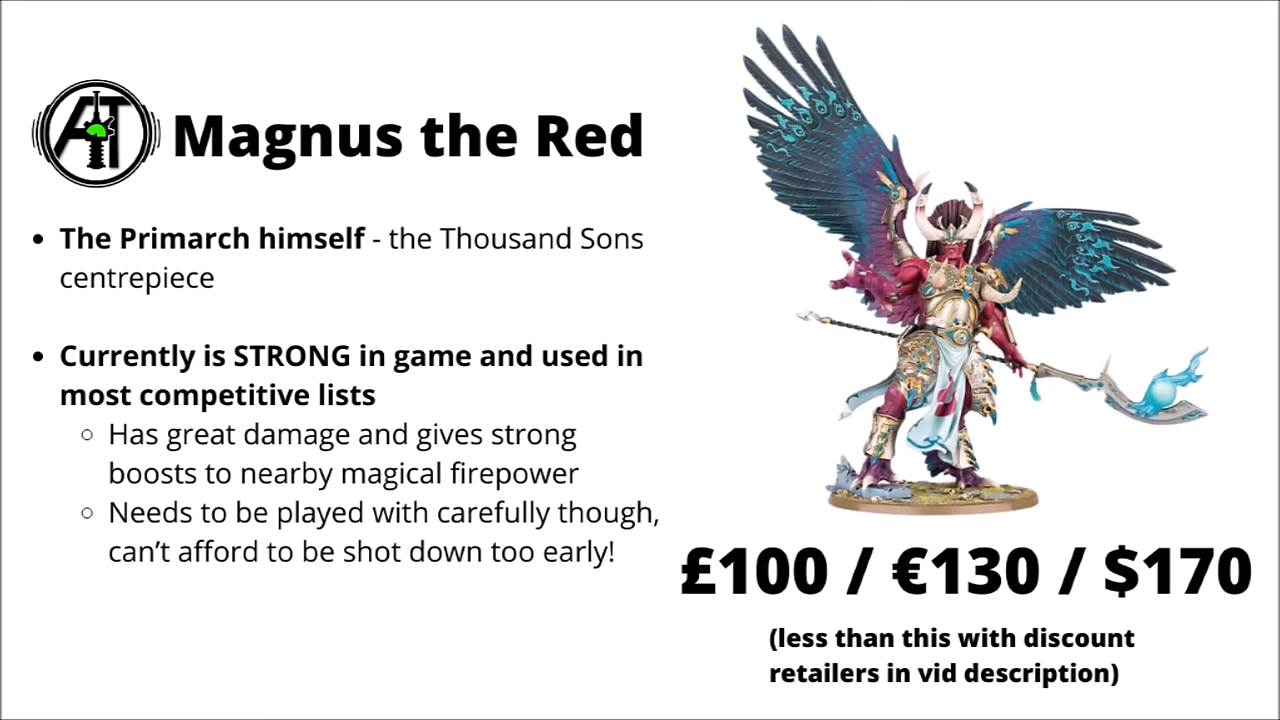 AT
Magnus the Red
• The Primarch himself - the Thousand Sons
centrepiece
• Currently is STRONG in game and used in
most competitive lists
○ Has great damage and gives strong
boosts to nearby magical firepower
○ Needs to be played with carefully though,
can't afford to be shot down too early!
£100 / €130 / $170
(less than this with discount
retailers in vid description)